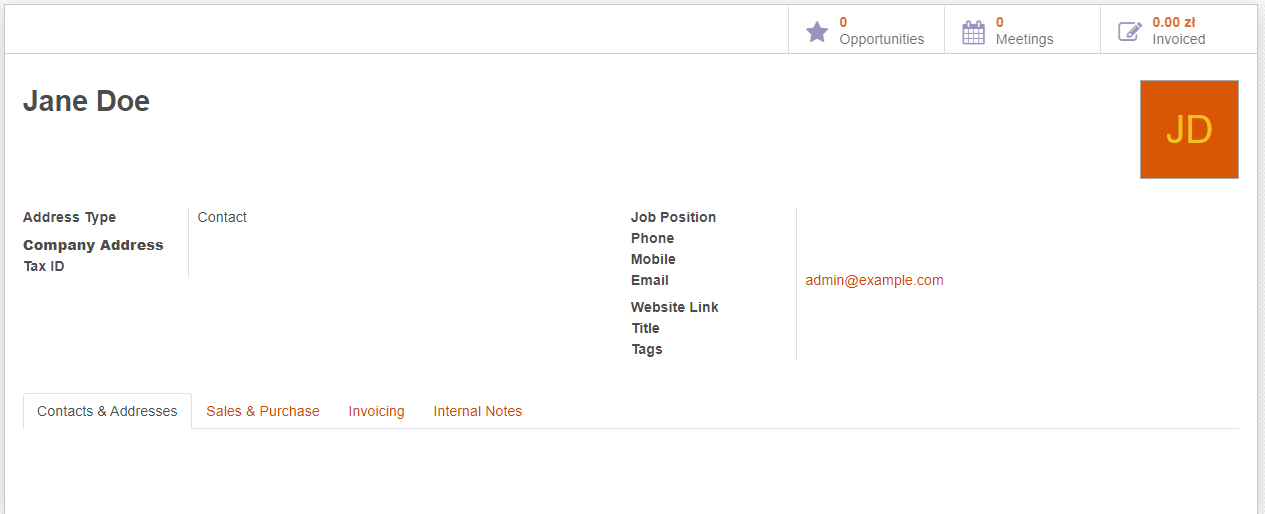 0
Opportunities
0
Meetings
0.00 zł
Invoiced
Jane Doe
JD
Address Type Contact
Company Address
Tax ID
Job Position
Phone
Mobile
Email admin@example.com
Website Link
Title
Tags
Contacts & Addresses Sales & Purchase Invoicing Internal Notes